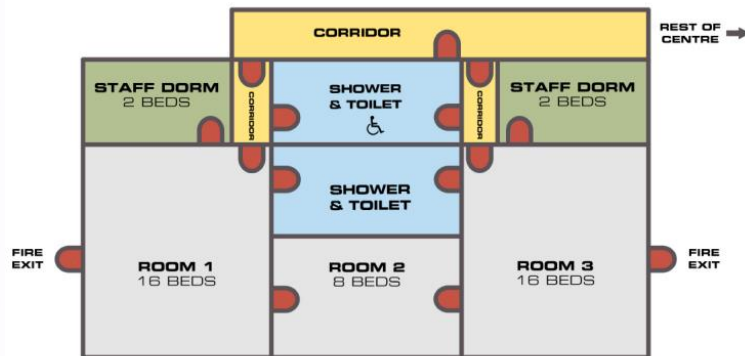 CORRIDOR
REST OF
CENTRE
STAFF DORM
2 BEDS
CORRIDOR
SHOWER
& TOILET
CORRIDOR
STAFF DORM
2 BEDS
SHOWER
& TOILET
FIRE
EXIT
ROOM 1
16 BEDS
ROOM 2
8 BEDS
ROOM 3
16 BEDS
FIRE
EXIT